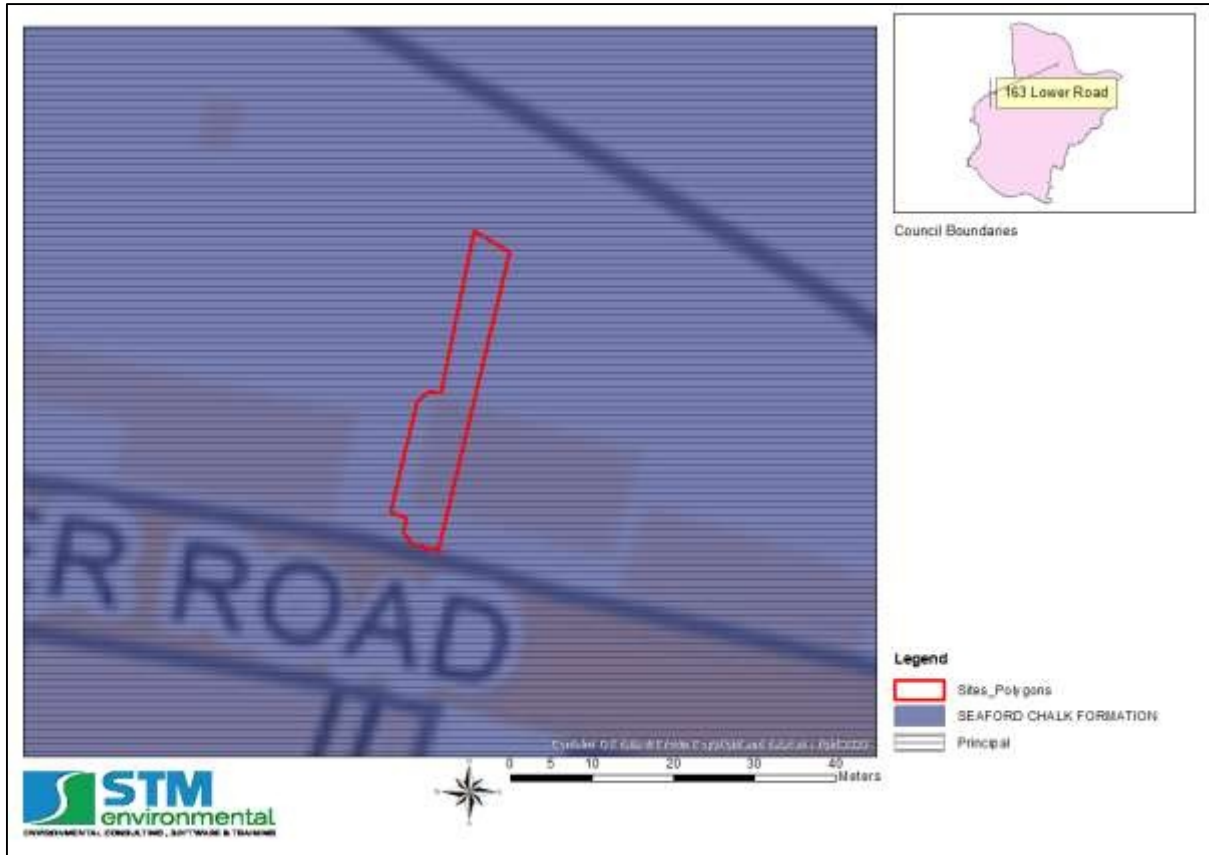 163 Lower Road
Council Boundaries
ER ROAD
Legend
Sites_Polygons
SEAFORD CHALK FORMATION
Principal
0 5 10 20 30 40
Meters
STM
environmental
ENVIRONMENTAL CONSULTING, SOFTWARE & TRAINING